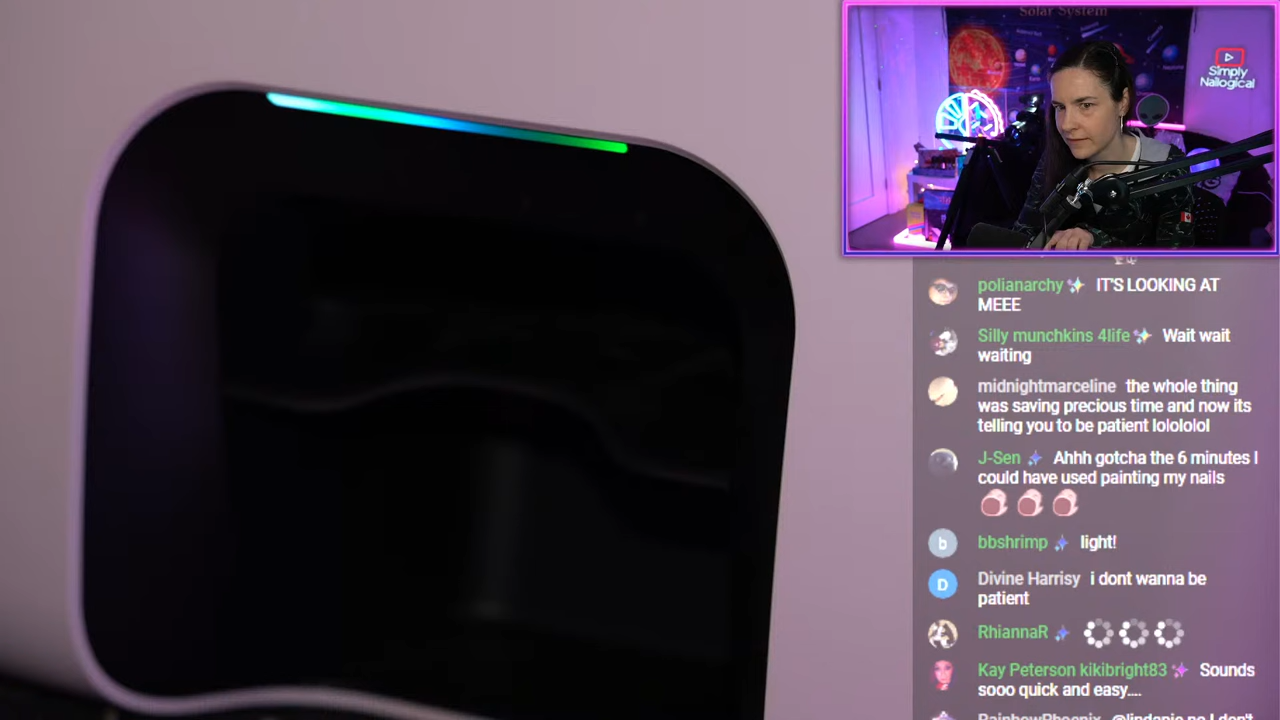 Solar System
Simply
Nailogical
polianarchy IT'S LOOKING AT
MEEE
Silly munchkins 4life Wait wait
waiting
midnightmarceline the whole thing
was saving precious time and now its
telling you to be patient lolololol
J-Sen Ahhh gotcha the 6 minutes I
could have used painting my nails
b bbshrimp light!
D Divine Harrisy i dont wanna be
patient
RhiannaR
Kay Peterson kikibright83 Sounds
sooo quick and easy....
RainbowPhoenix no I don't